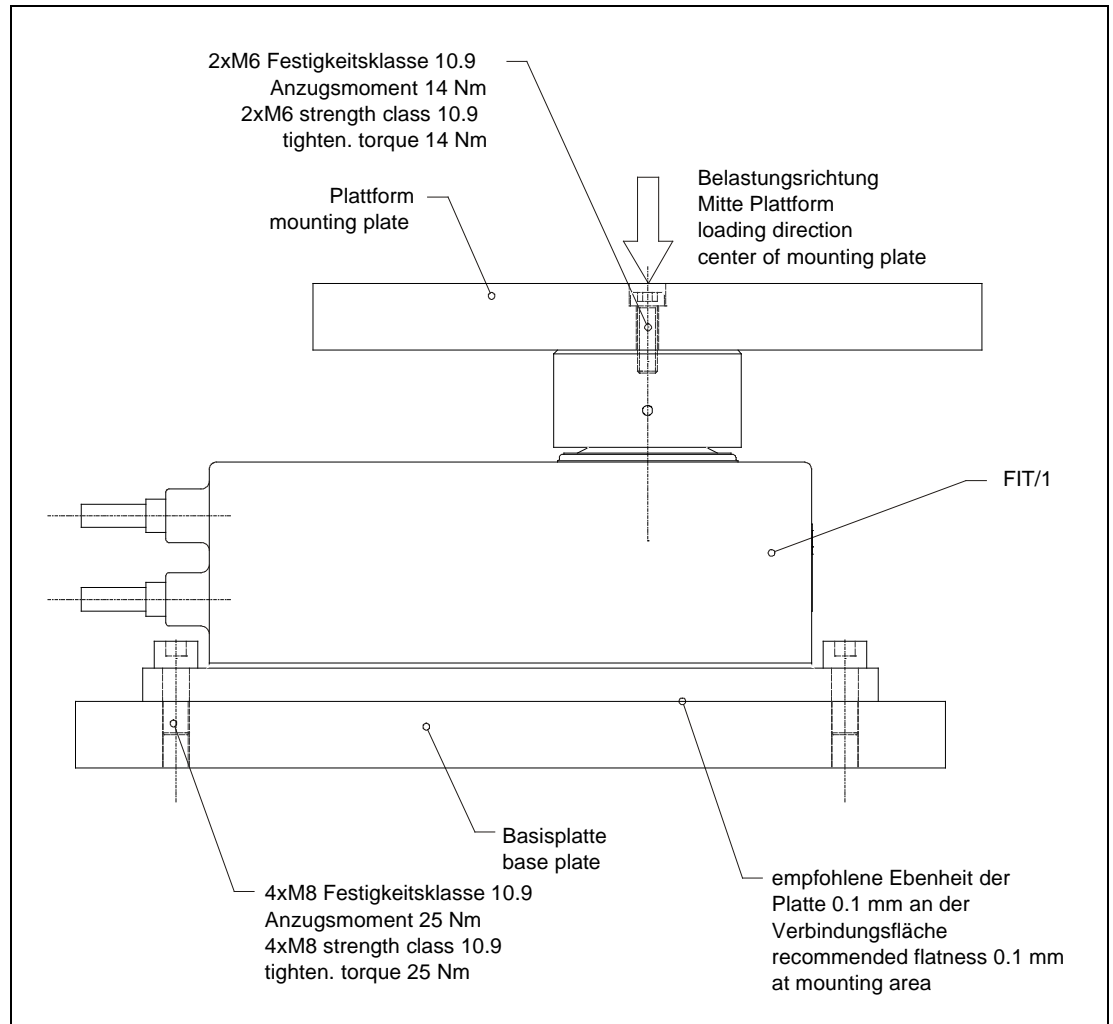 2xM6 Festigkeitsklasse 10.9
Anzugsmoment 14 Nm
2xM6 strength class 10.9
tighten. torque 14 Nm
Plattform
mounting plate
Belastungsrichtung
Mitte Plattform
loading direction
center of mounting plate
FIT/1
Basisplatte
base plate
4xM8 Festigkeitsklasse 10.9
Anzugsmoment 25 Nm
4xM8 strength class 10.9
tighten. torque 25 Nm
empfohlene Ebenheit der
Platte 0.1 mm an der
Verbindungsfläche
recommended flatness 0.1 mm
at mounting area